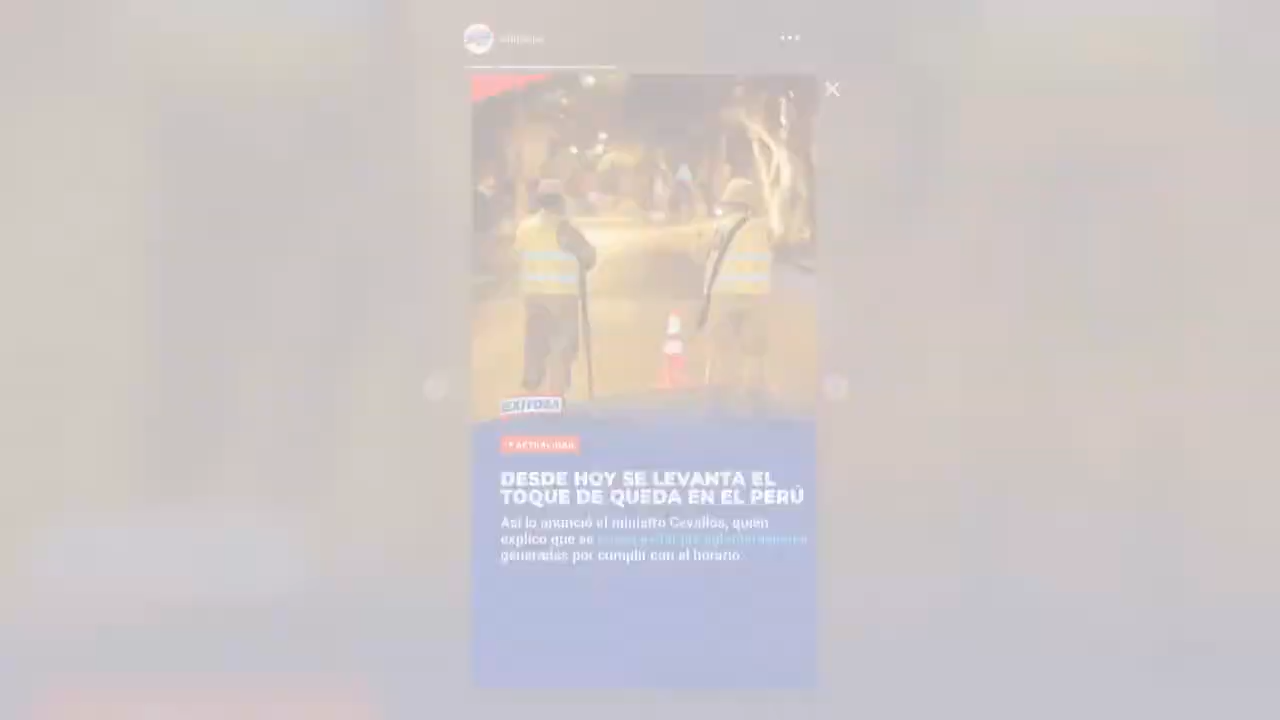 EXITOSA
ACTUALIDAD
DESDE HOY SE LEVANTA EL
TOQUE DE QUEDA EN EL PERÚ
Así lo anunció el ministro Cevallos, quien
explicó que se
generadas por cumplir con el horario.